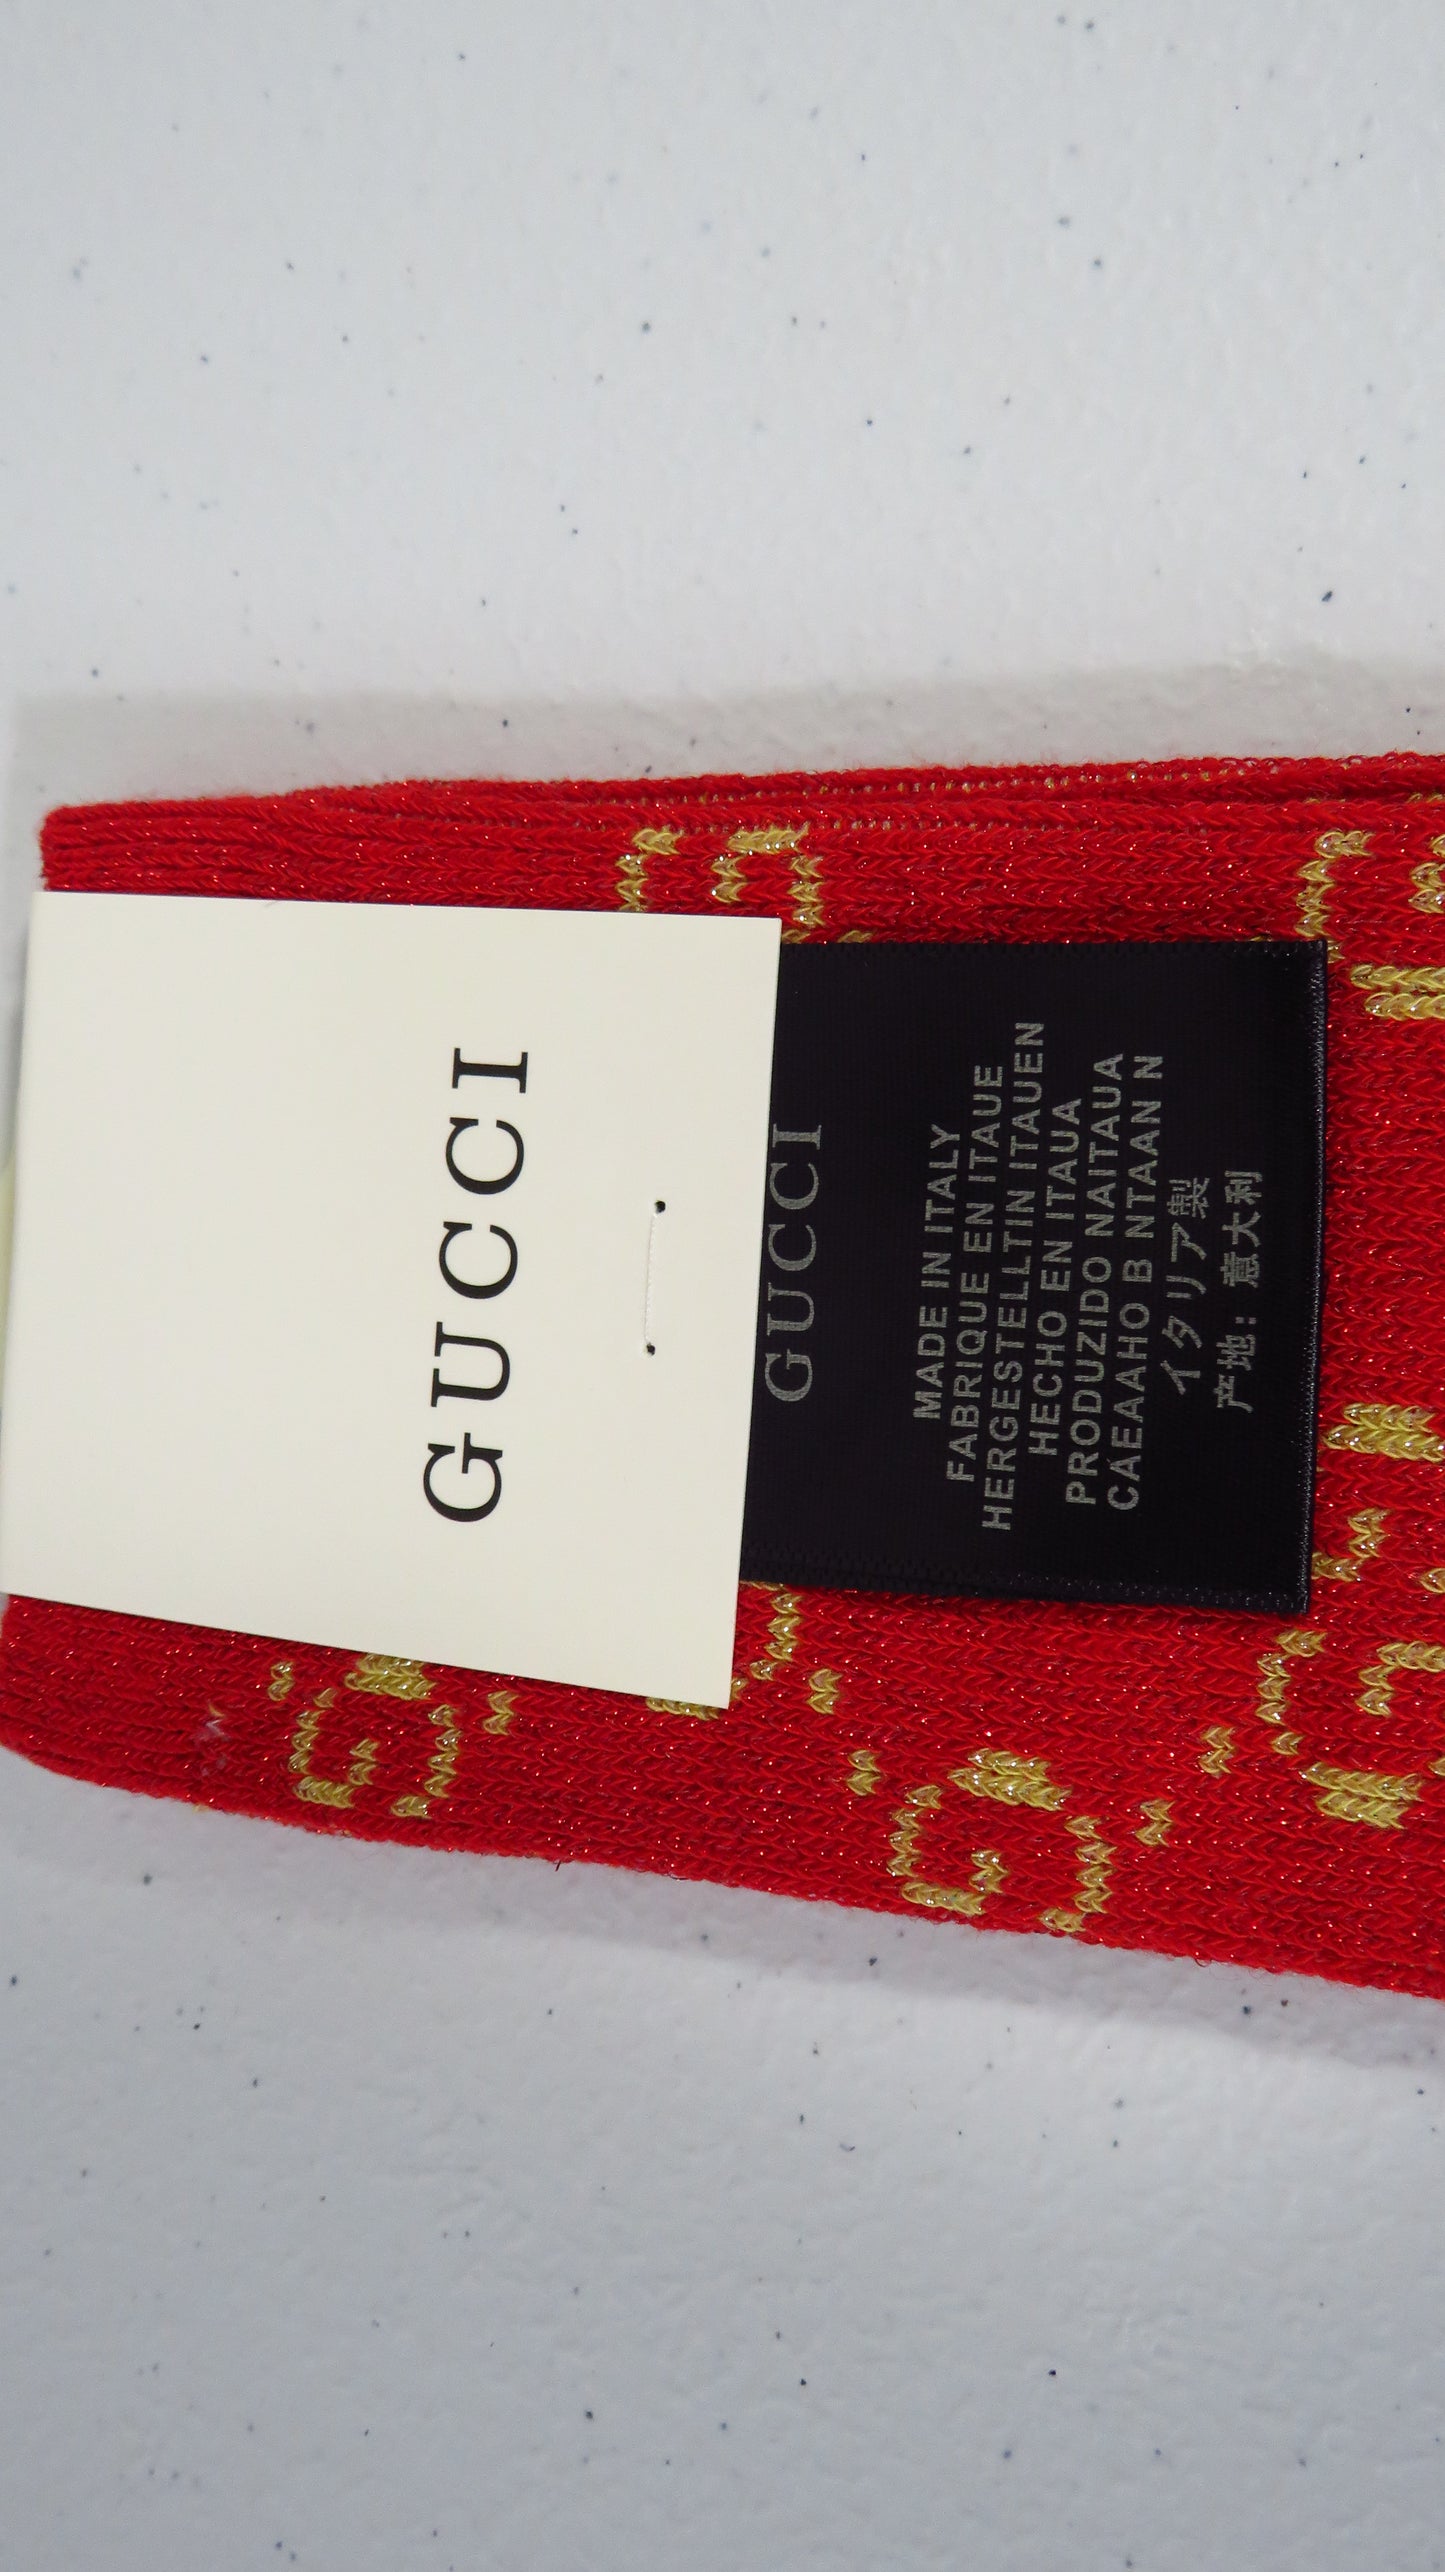 GUCCI
GUCCI
MADE IN ITALY
FABRIQUE EN ITAUE
HERGESTELLTIN ITAUEN
HECHO EN ITAUA
PRODUZIDO NAITAUA
CAEAAHO B NTAAN N
イタリア製
产地：意大利